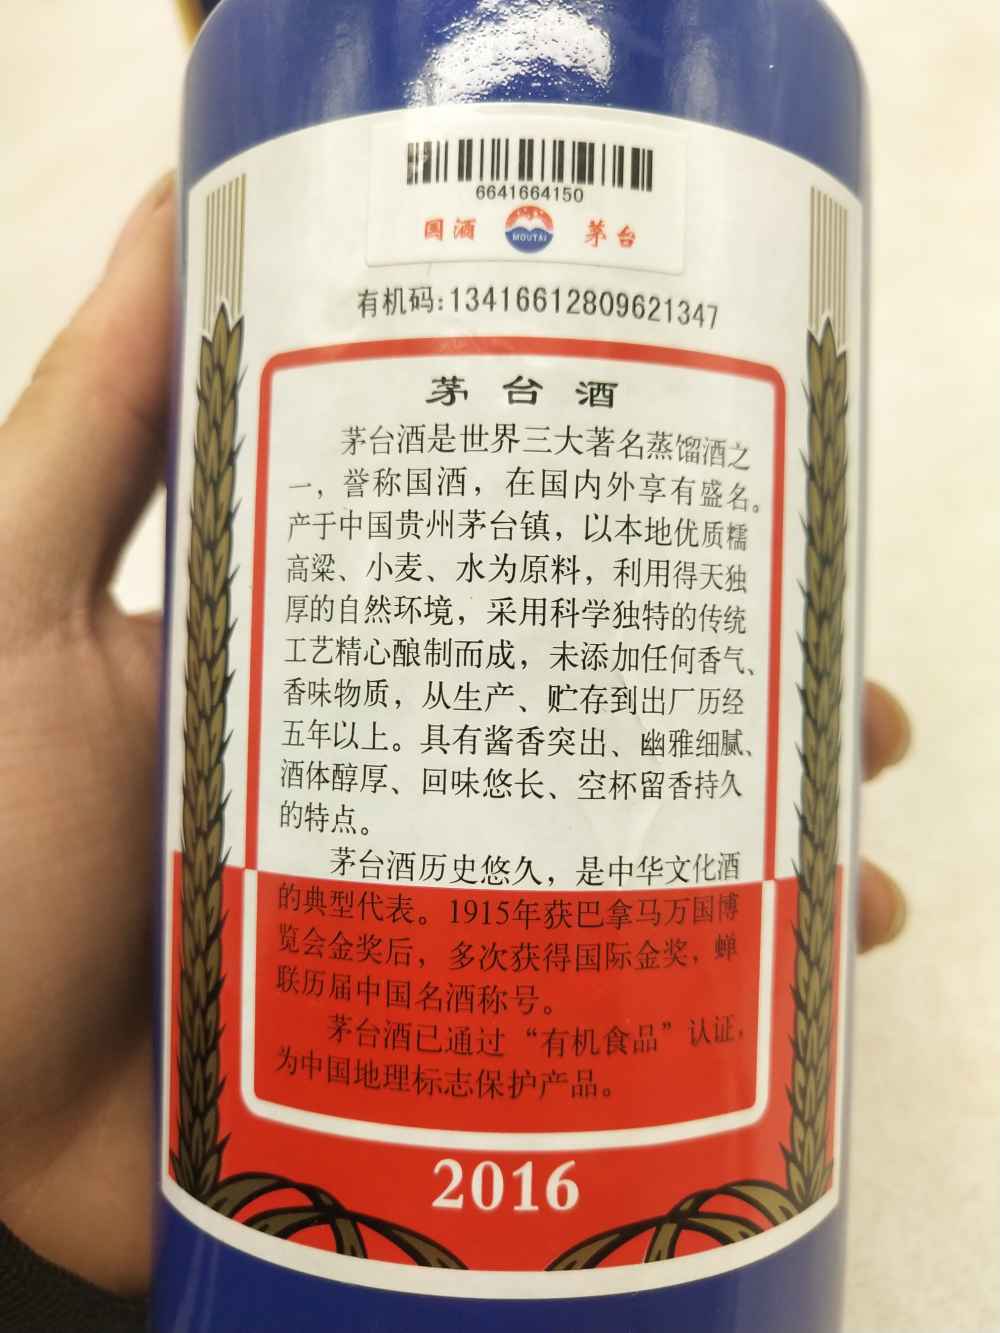 6641664150
国酒 MOUTAI 茅台
有机码:13416612809621347
茅台酒
茅台酒是世界三大著名蒸馏酒之
一，誉称国酒，在国内外享有盛名。
产于中国贵州茅台镇，以本地优质糯
高粱、小麦、水为原料，利用得天独
厚的自然环境，采用科学独特的传统
工艺精心酿制而成，未添加任何香气、
香味物质，从生产、贮存到出厂历经
五年以上。具有酱香突出、幽雅细腻、
酒体醇厚、回味悠长、空杯留香持久
的特点。
茅台酒历史悠久，是中华文化酒
的典型代表。1915年获巴拿马万国博
览会金奖后，多次获得国际金奖，蝉
联历届中国名酒称号。
茅台酒已通过“有机食品”认证，
为中国地理标志保护产品。
2016